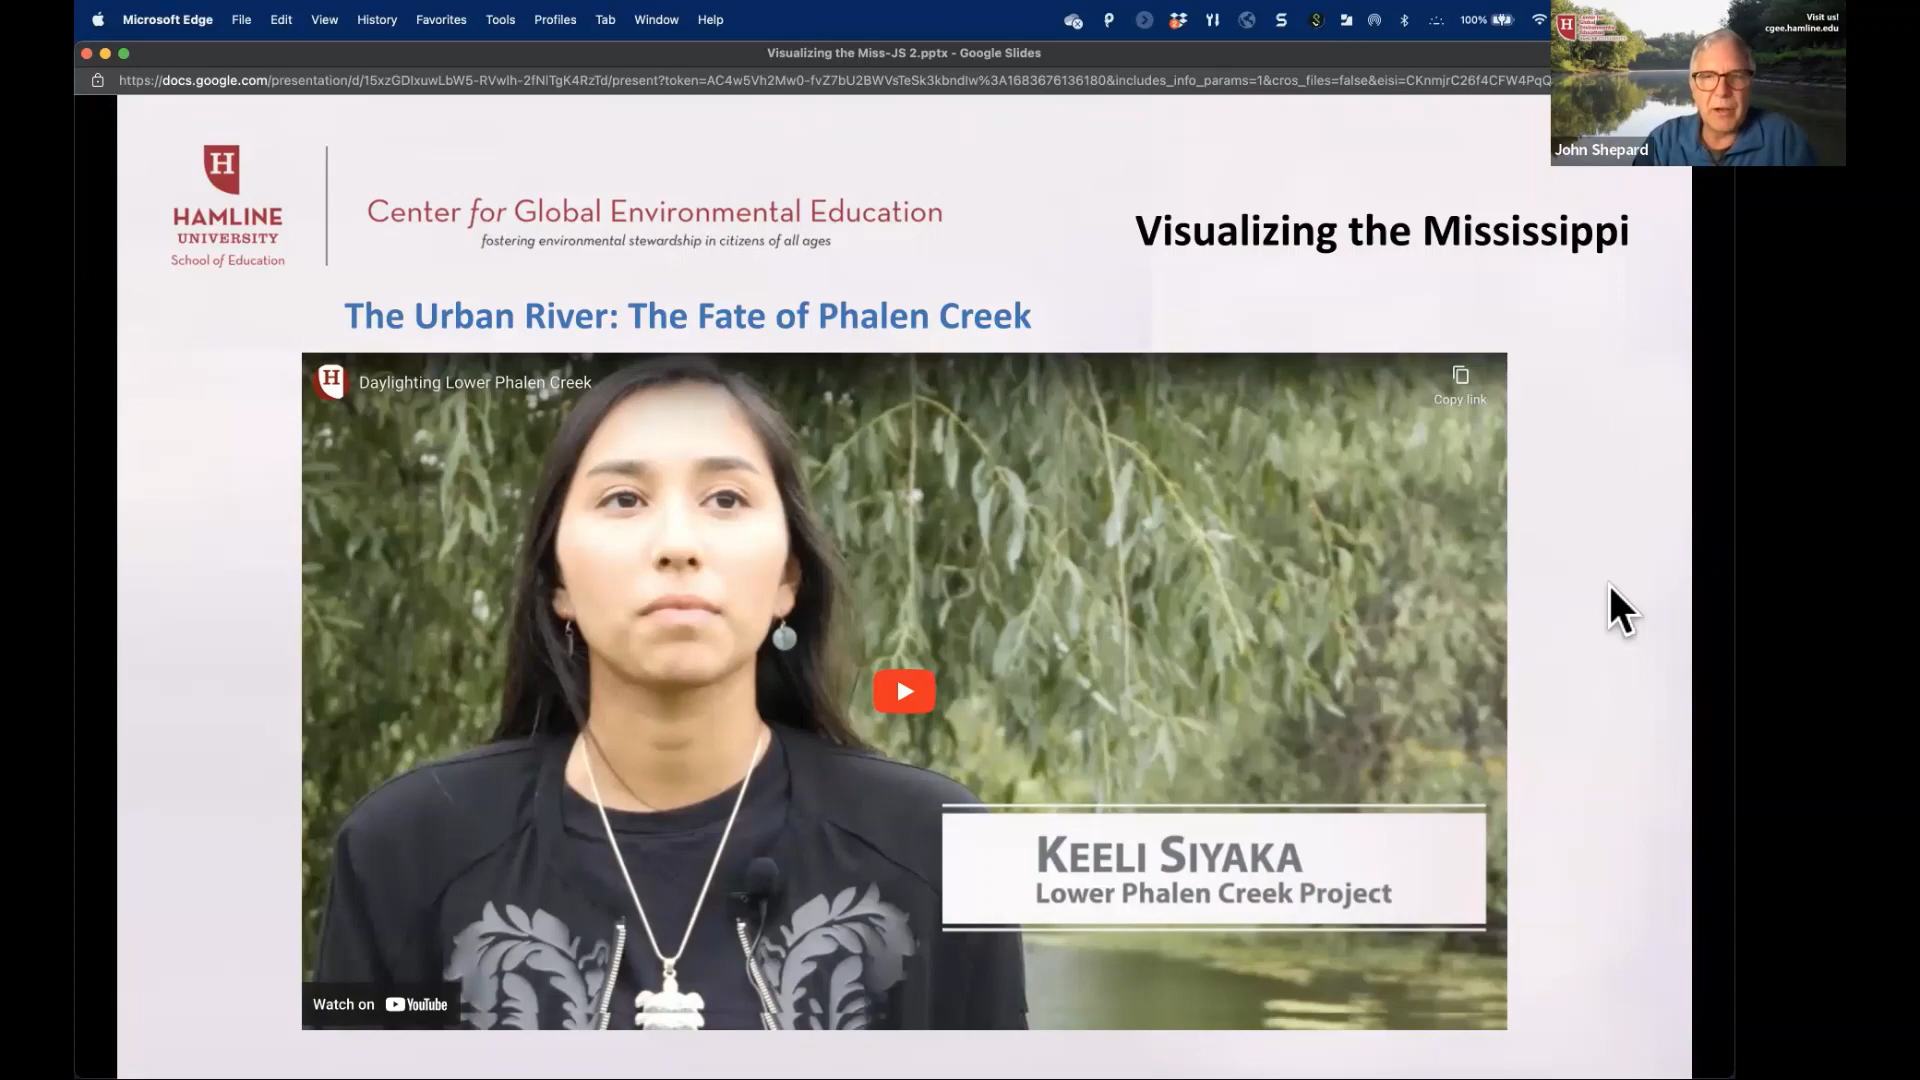 Microsoft Edge File Edit View History Favorites Tools Profiles Tab Window Help 100%
Visit us!
cgee.hamline.edu
Visualizing the Miss-JS 2.pptx - Google Slides
https://docs.google.com/presentation/d/15xzGDIxuwLbW5-RVwlh-2fNITgK4RzTd/present?token=AC4w5Vh2Mw0-fvZ7bU2BWVsTeSk3kbndIw%3A1683676136180&includes_info_params=1&cros_files=false&eisi=CKnmjrC26f4CFW4PqQ
John Shepard
H
HAMLINE
UNIVERSITY
School of Education
Center for Global Environmental Education
fostering environmental stewardship in citizens of all ages
Visualizing the Mississippi
The Urban River: The Fate of Phalen Creek
H
Daylighting Lower Phalen Creek
Copy link
KEELI SIYAKA
Lower Phalen Creek Project
Watch on YouTube